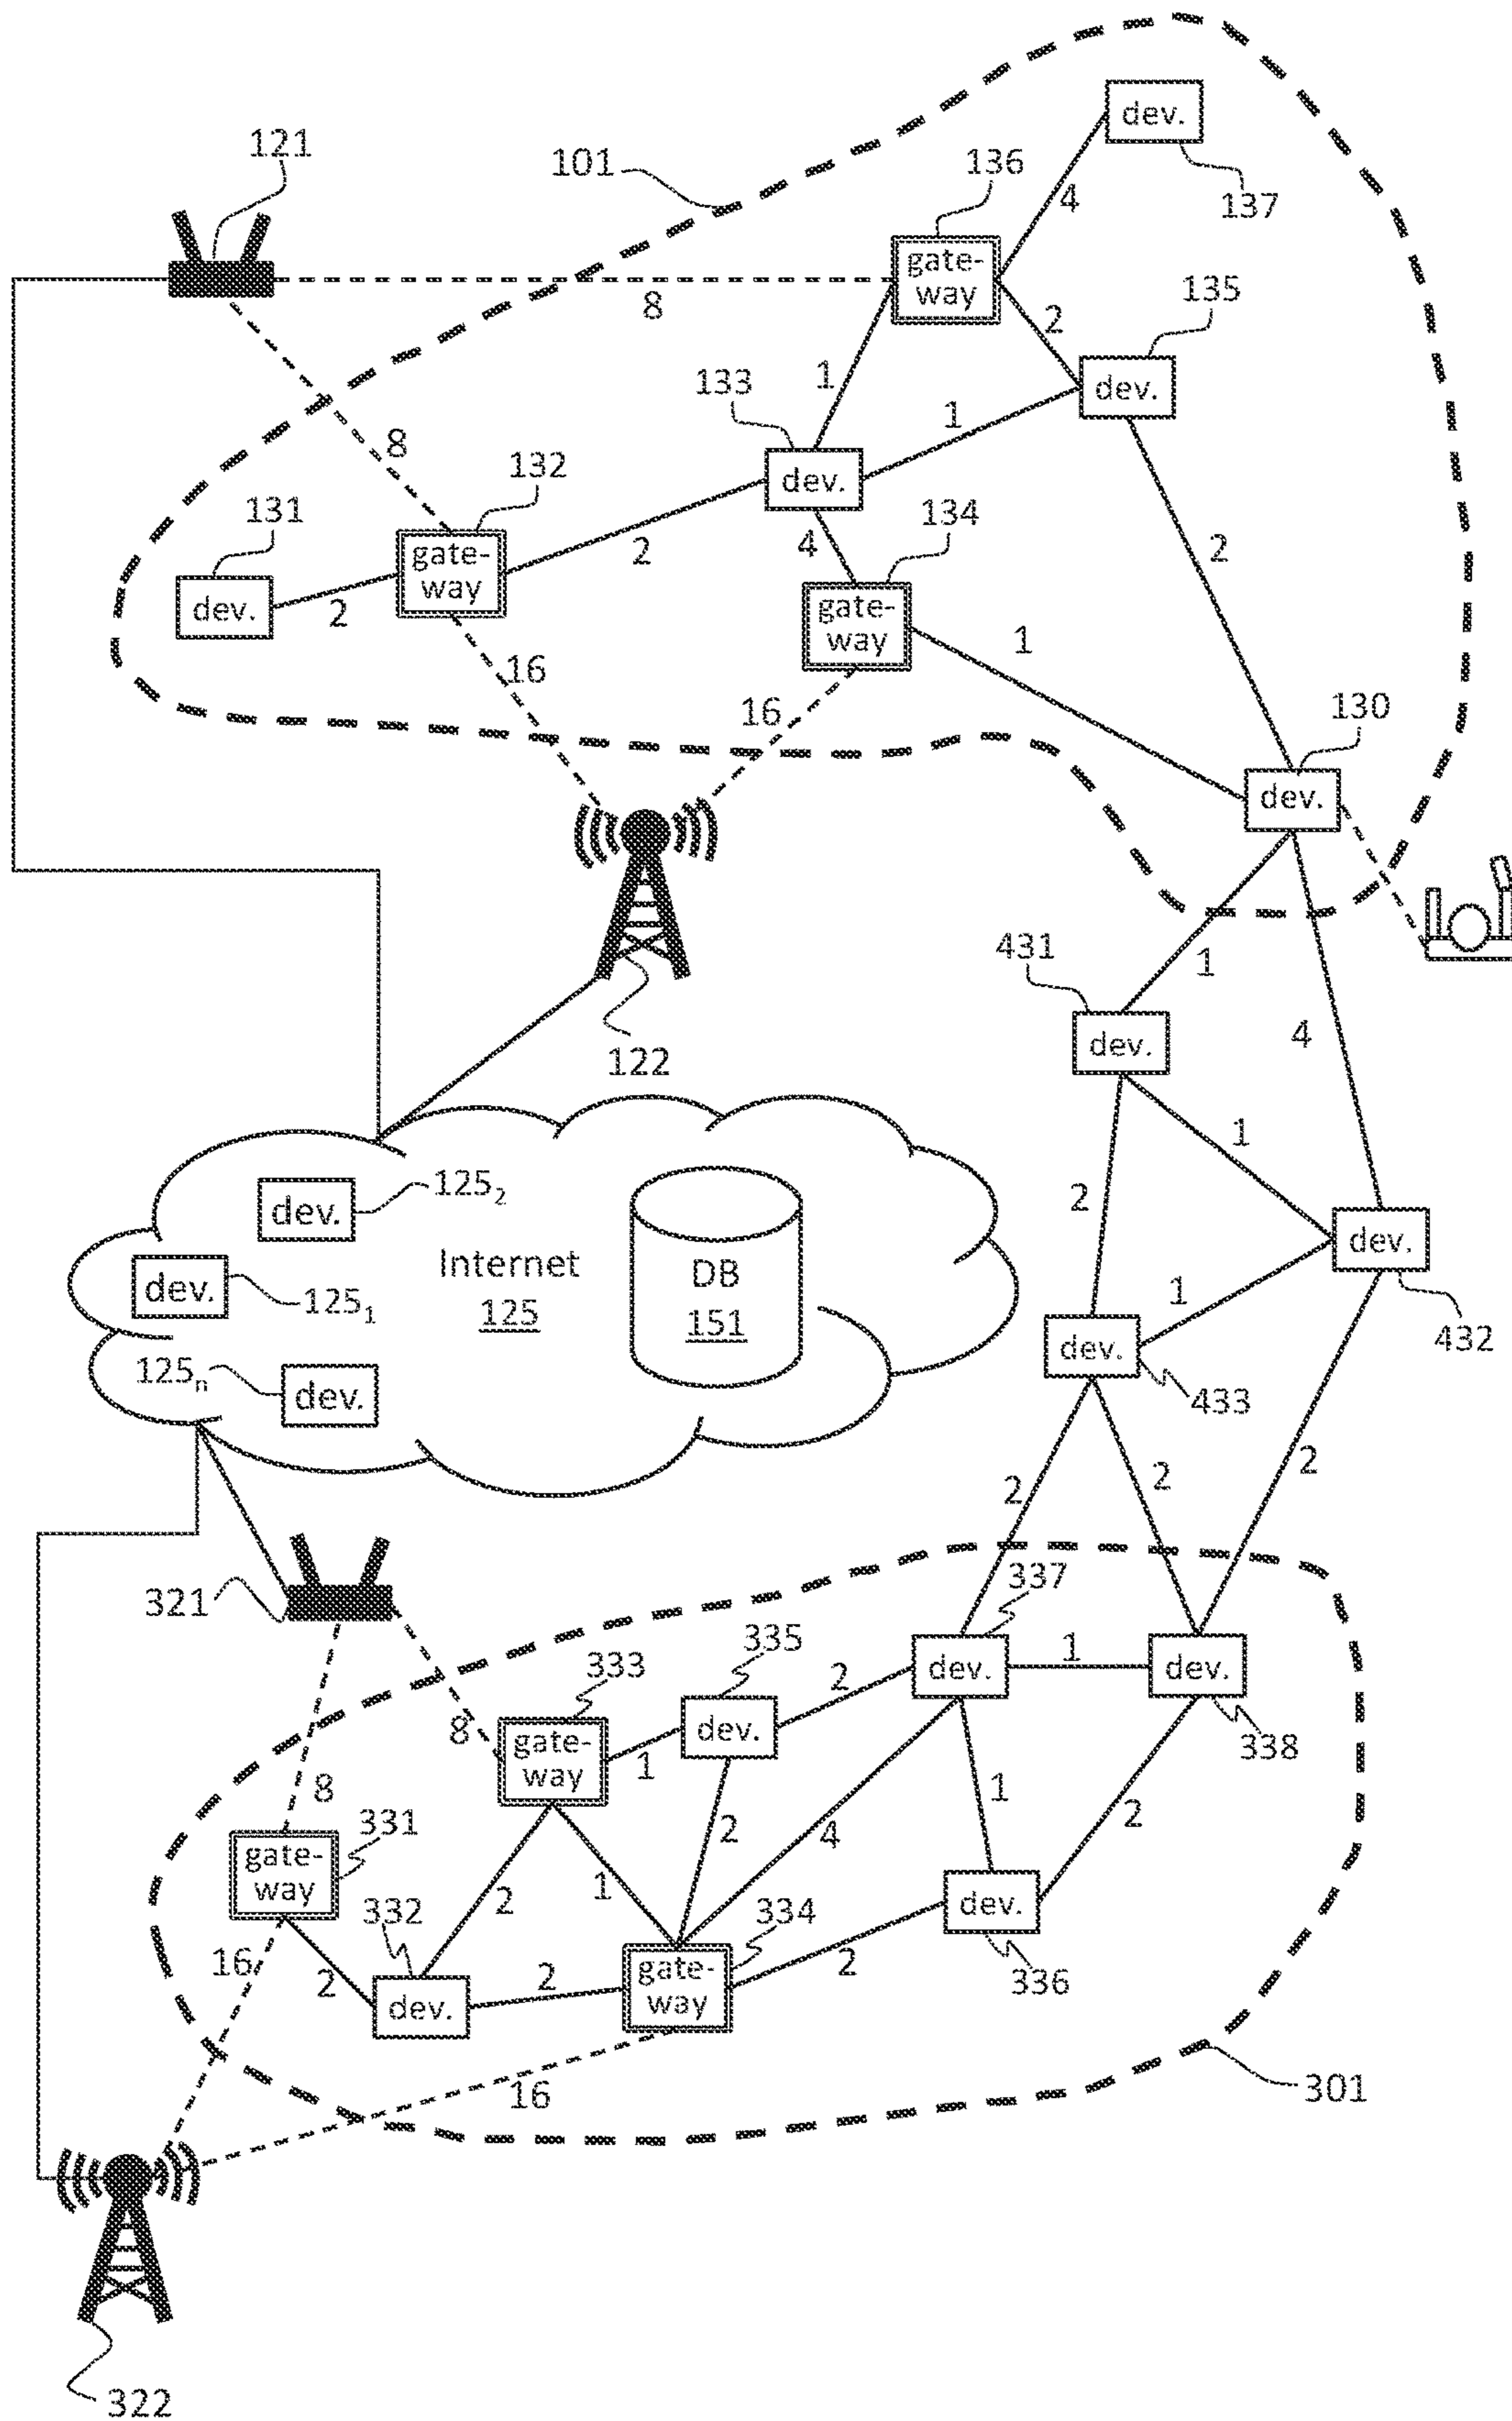 dev.
121
101
136
4
137
gate-
way
135
8
2
1
133
dev.
1
8
132
dev.
134
131
gate-
way
4
2
2
dev.
2
gate-
way
1
16
16
130
dev.
431
1
4
dev.
122
1
125₂
dev.
2
dev.
Internet
DB
dev.
125₁
125
151
1
432
dev.
125ₙ
dev.
433
2
2
2
321
337
335
333
2
dev.
1
dev.
8
gate-
way
dev.
338
1
8
331
1
2
2
4
gate-
way
1
2
332
334
dev.
16
2
gate-
way
2
336
2
dev.
16
301
322